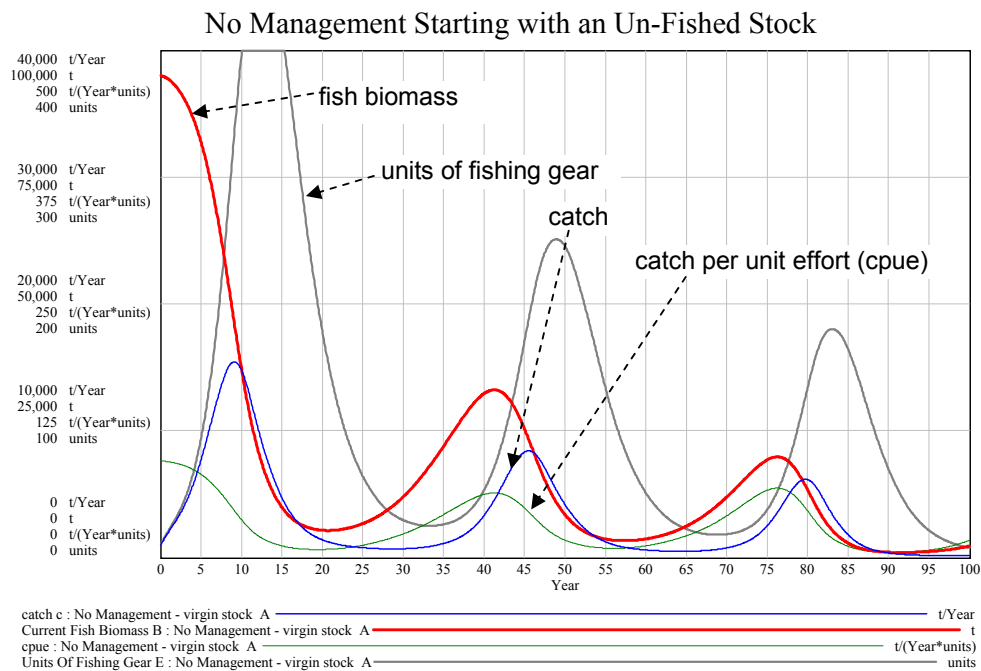 No Management Starting with an Un-Fished Stock
40,000 t/Year
100,000 t
500 t/(Year*units)
400 units
fish biomass
30,000 t/Year
75,000 t
375 t/(Year*units)
300 units
units of fishing gear
catch
catch per unit effort (cpue)
20,000 t/Year
50,000 t
250 t/(Year*units)
200 units
10,000 t/Year
25,000 t
125 t/(Year*units)
100 units
0 t/Year
0 t
0 t/(Year*units)
0 units
0 5 10 15 20 25 30 35 40 45 50 55 60 65 70 75 80 85 90 95 100
Year
catch c : No Management - virgin stock A t/Year
Current Fish Biomass B : No Management - virgin stock A t
cpue : No Management - virgin stock A t/(Year*units)
Units Of Fishing Gear E : No Management - virgin stock A units